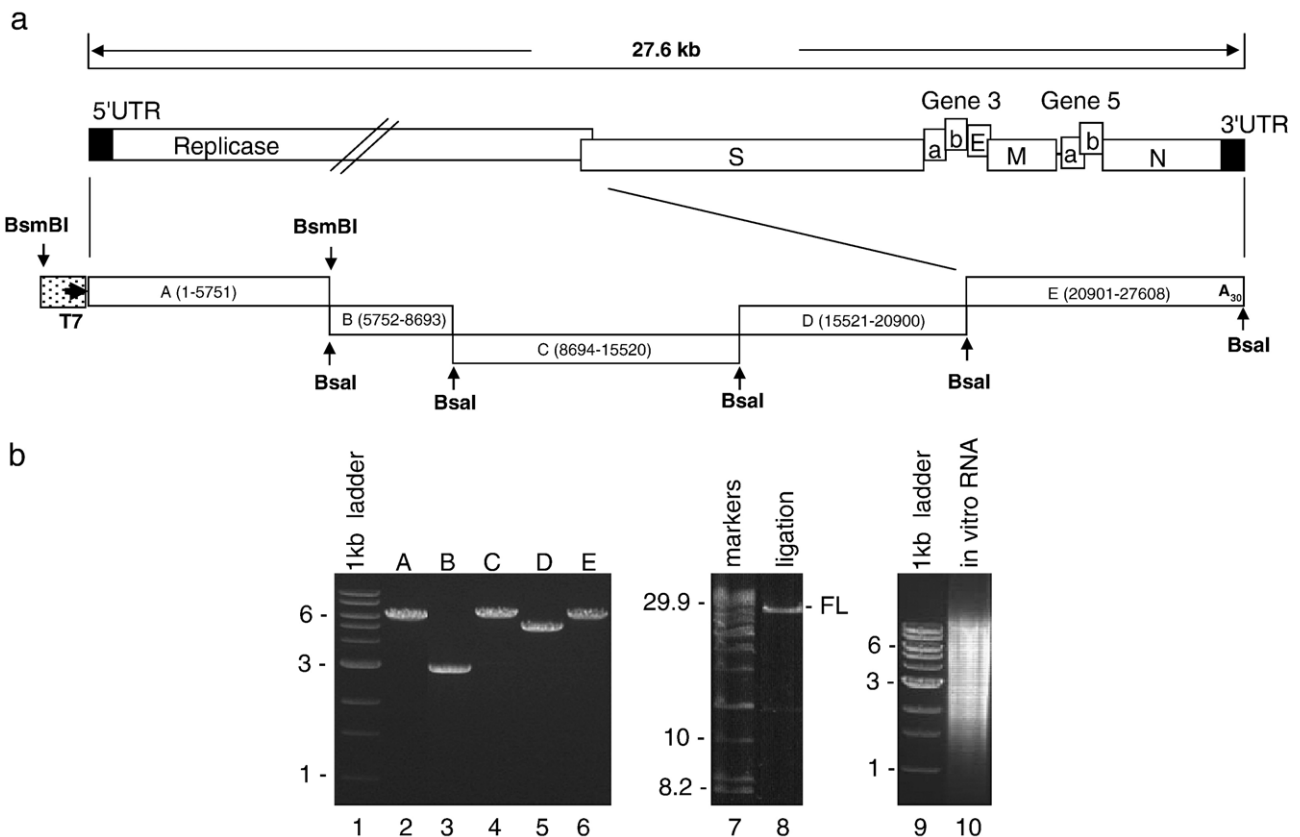 a
27.6 kb
5'UTR
Gene 3
Gene 5
3'UTR
Replicase
S
a
b
E
M
a
b
N
BsmBI
BsmBI
A (1-5751)
B (5752-8693)
C (8694-15520)
D (15521-20900)
E (20901-27608)
A30
T7
BsaI
BsaI
BsaI
BsaI
BsaI
b
1kb ladder
A
B
C
D
E
6 -
3 -
1 -
1 2 3 4 5 6
markers
ligation
29.9 -
- FL
10 -
8.2 -
7 8
1kb ladder
in vitro RNA
6 -
3 -
1 -
9 10